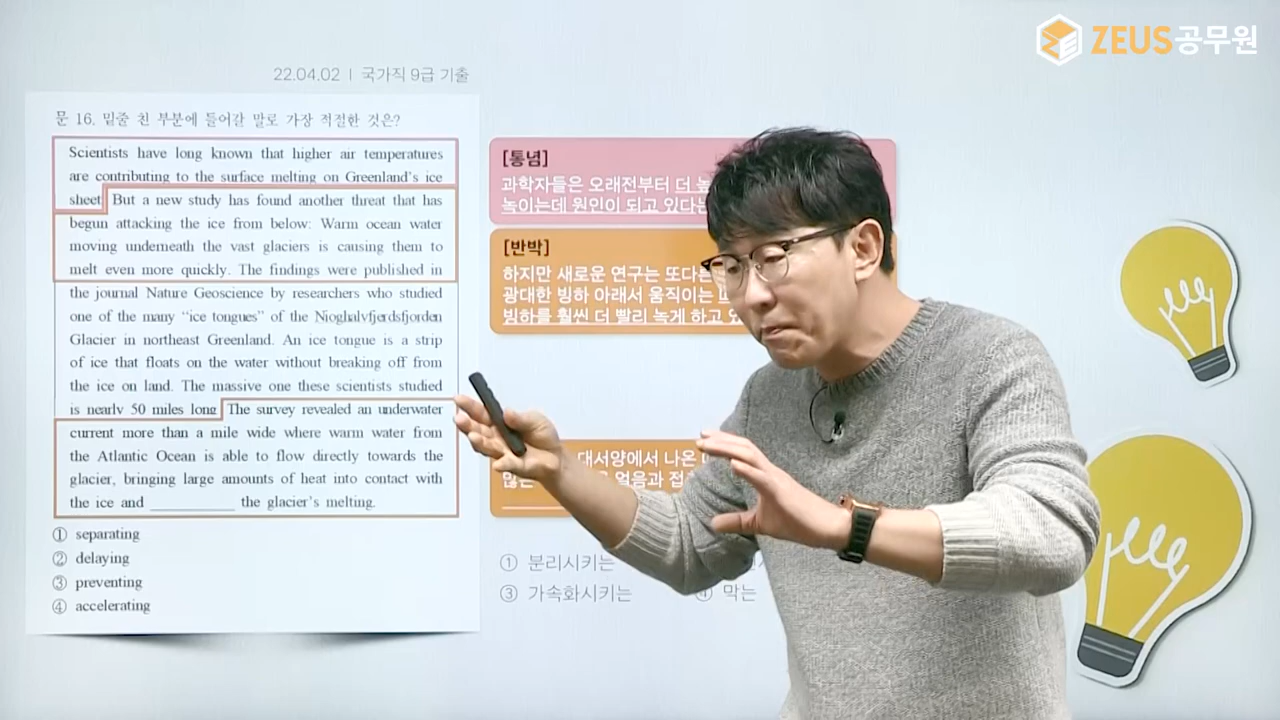 ZEUS공무원
22.04.02 | 국가직 9급 기출
문 16. 밑줄 친 부분에 들어갈 말로 가장 적절한 것은?
Scientists have long known that higher air temperatures
are contributing to the surface melting on Greenland's ice
sheet. But a new study has found another threat that has
begun attacking the ice from below: Warm ocean water
moving underneath the vast glaciers is causing them to
melt even more quickly. The findings were published in
the journal Nature Geoscience by researchers who studied
one of the many “ice tongues” of the Nioghalvfjerdsfjorden
Glacier in northeast Greenland. An ice tongue is a strip
of ice that floats on the water without breaking off from
the ice on land. The massive one these scientists studied
is nearly 50 miles long. The survey revealed an underwater
current more than a mile wide where warm water from
the Atlantic Ocean is able to flow directly towards the
glacier, bringing large amounts of heat into contact with
the ice and __________ the glacier's melting.
① separating
② delaying
③ preventing
④ accelerating
[통념]
과학자들은 오래전부터 더
녹이는데 원인이 되고 있다는
[반박]
하지만 새로운 연구는 또다른
광대한 빙하 아래서 움직이는
빙하를 훨씬 더 빨리 녹게 하고
대서양에서 나온
많은 얼음과
① 분리시키는
③ 가속화시키는 ④ 막는